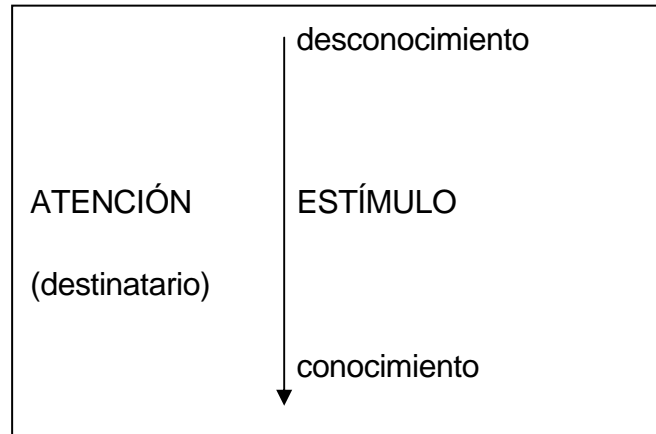 desconocimiento
ATENCIÓN ESTÍMULO
(destinatario)
conocimiento